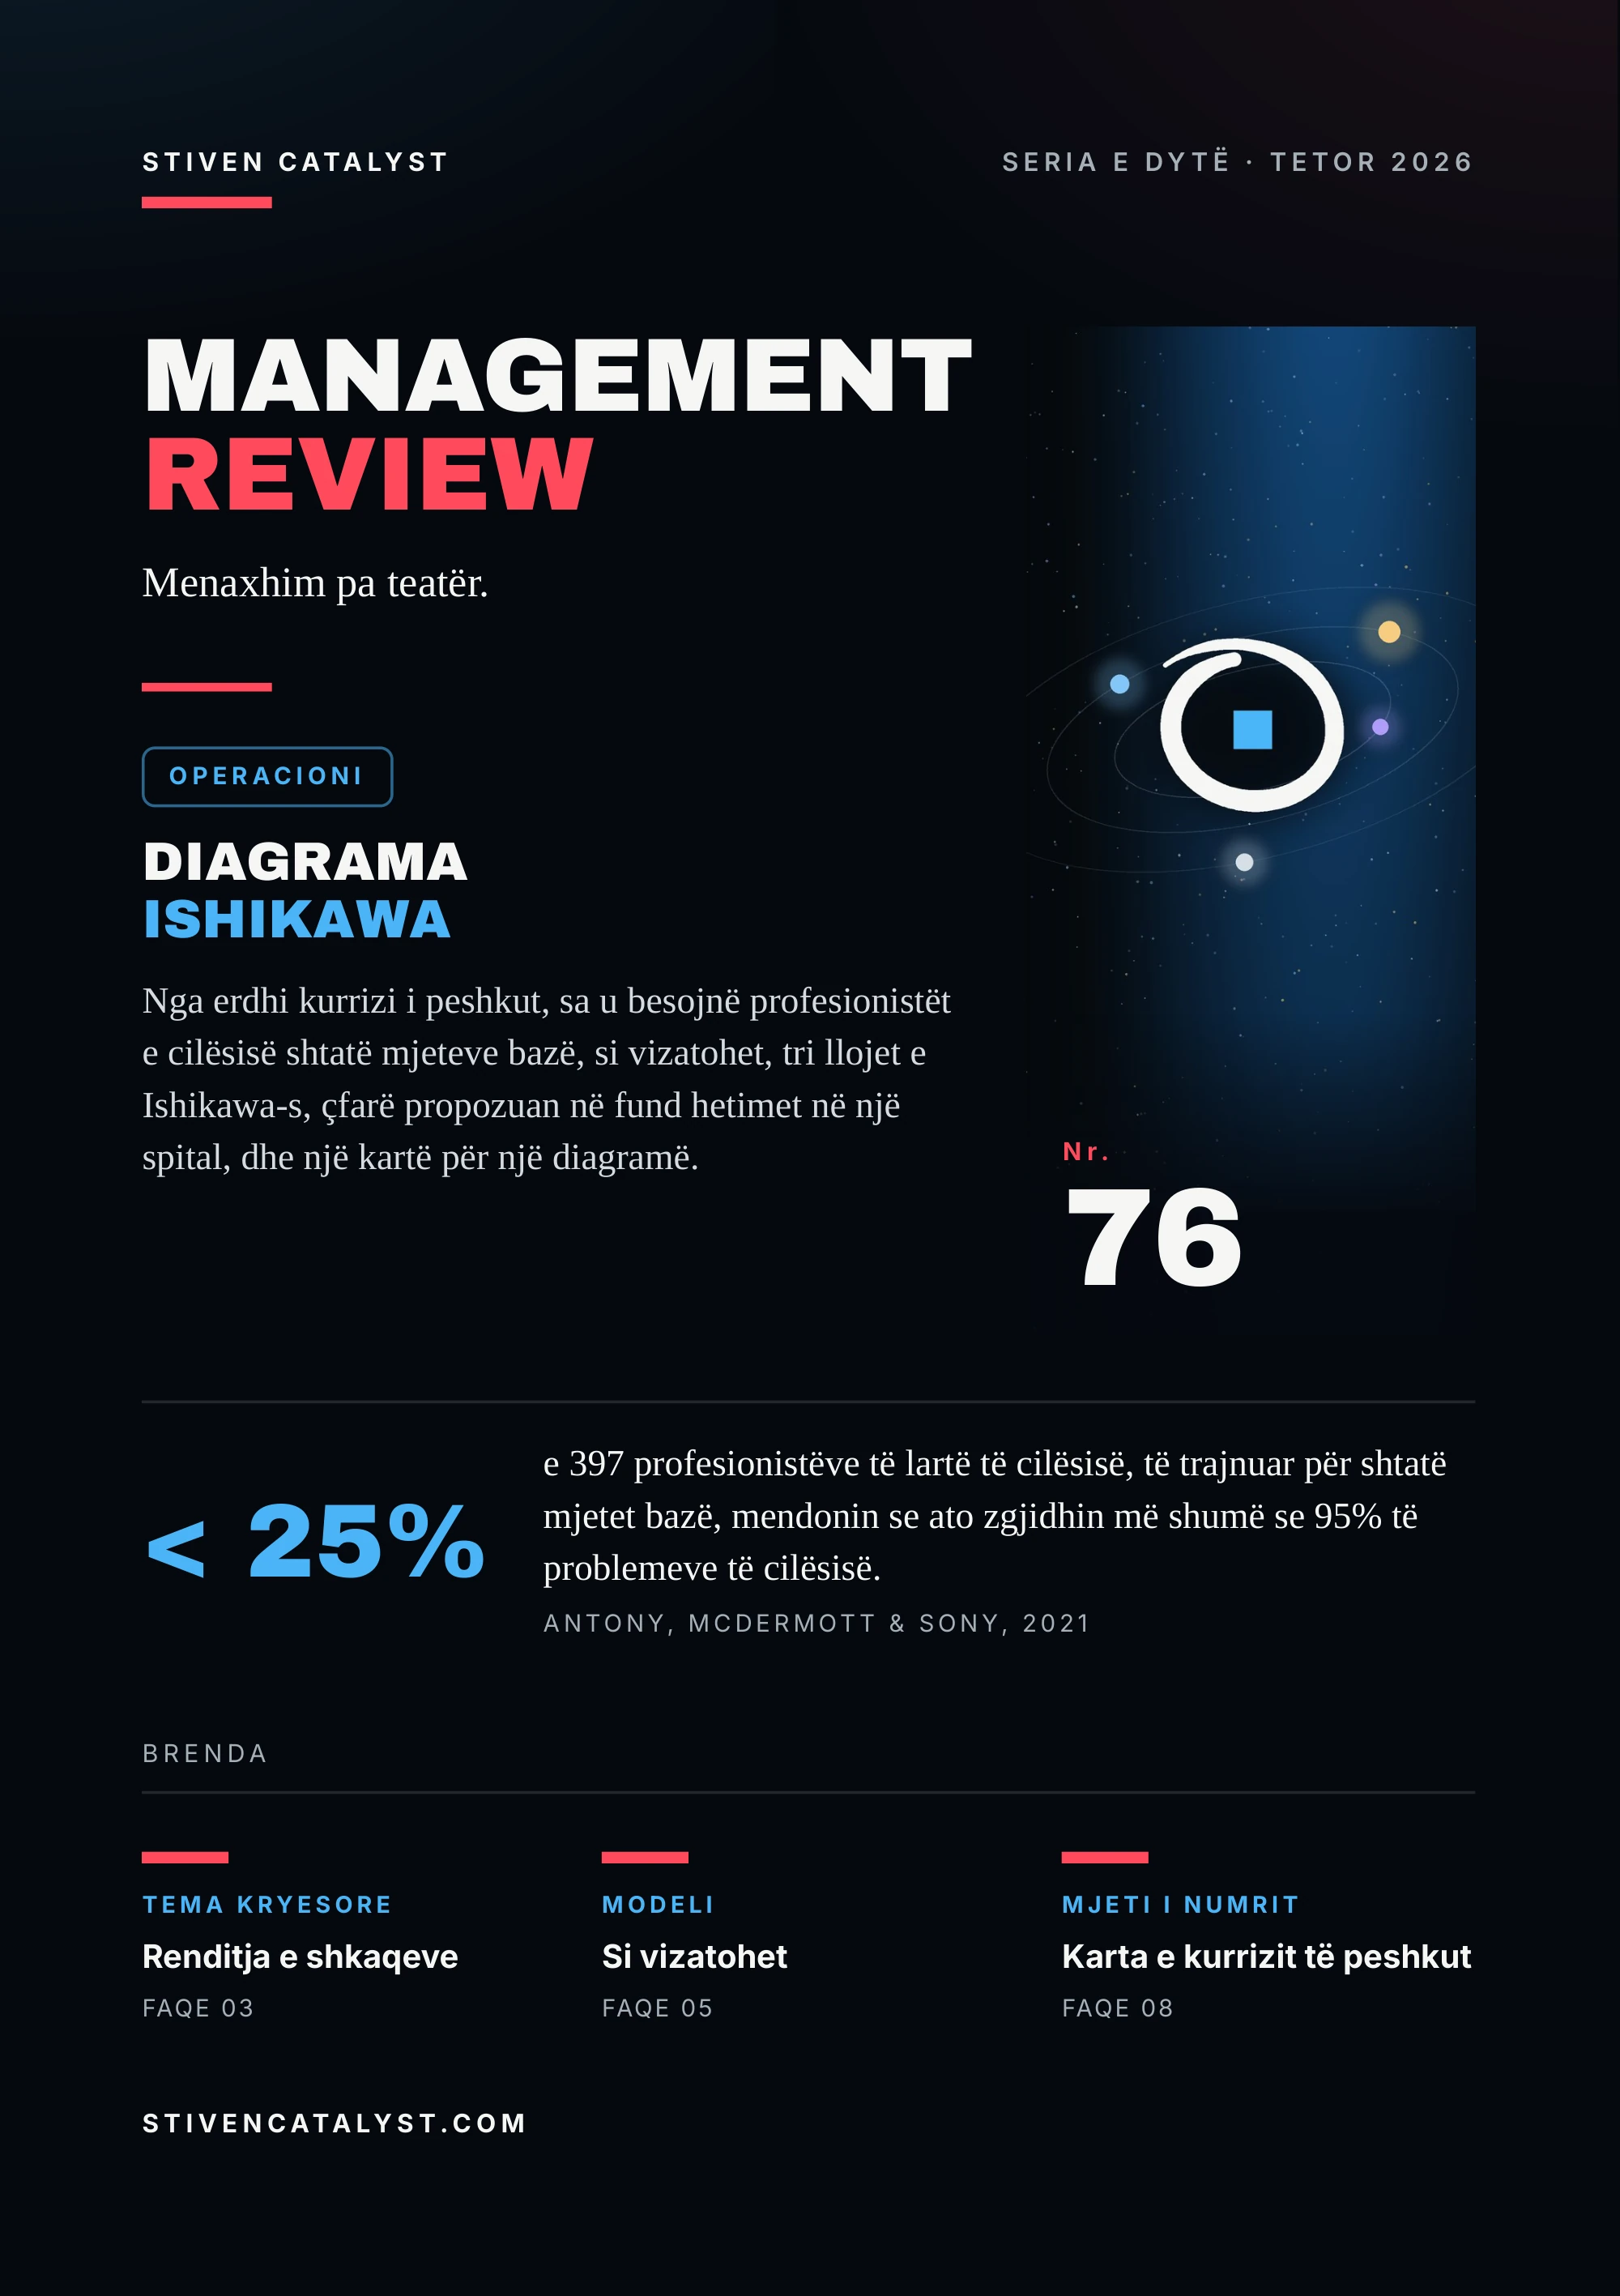 STIVEN CATALYST
SERIA E DYTË · TETOR 2026
MANAGEMENT
REVIEW
Menaxhim pa teatër.
OPERACIONI
DIAGRAMA
ISHIKAWA
Nga erdhi kurrizi i peshkut, sa u besojnë profesionistët
e cilësisë shtatë mjeteve bazë, si vizatohet, tri llojet e
Ishikawa-s, çfarë propozuan në fund hetimet në një
spital, dhe një kartë për një diagramë.
Nr.
76
< 25%
e 397 profesionistëve të lartë të cilësisë, të trajnuar për shtatë
mjetet bazë, mendonin se ato zgjidhin më shumë se 95% të
problemeve të cilësisë.
ANTONY, MCDERMOTT & SONY, 2021
BRENDA
TEMA KRYESORE
Renditja e shkaqeve
FAQE 03
MODELI
Si vizatohet
FAQE 05
MJETI I NUMRIT
Karta e kurrizit të peshkut
FAQE 08
STIVENCATALYST.COM